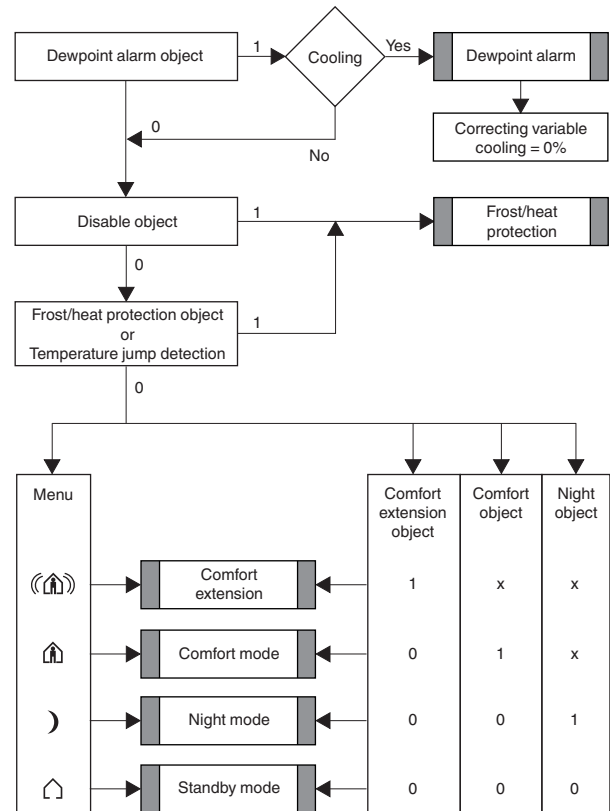 Dewpoint alarm object
1
Cooling
Yes
Dewpoint alarm
0
No
Correcting variable
cooling = 0%
Disable object
1
Frost/heat
protection
0
Frost/heat protection object
or
Temperature jump detection
1
0
Menu
Comfort
extension
object
Comfort
object
Night
object
Comfort
extension
1 x x
Comfort mode
0 1 x
Night mode
0 0 1
Standby mode
0 0 0